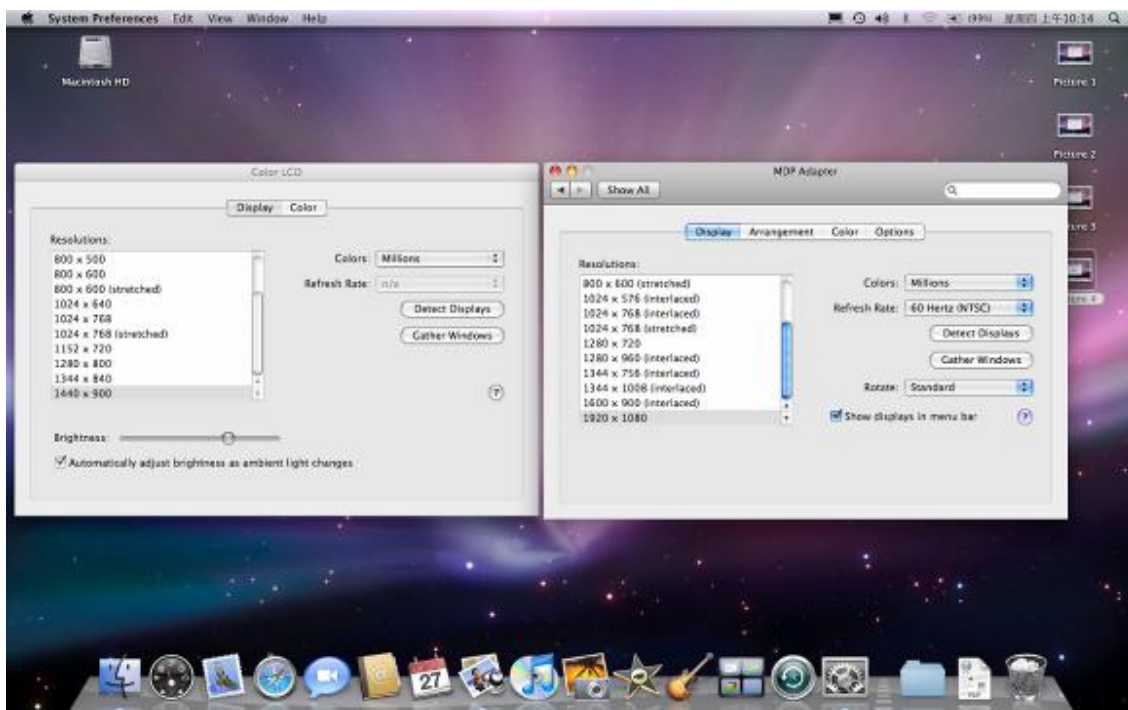 System Preferences Edit View Window Help
上午10:14
Macintosh HD
Picture 1
Picture 2
Color LCD
Display Color
Resolutions:
800 x 500
800 x 600
800 x 600 (stretched)
1024 x 640
1024 x 768
1024 x 768 (stretched)
1152 x 720
1280 x 800
1344 x 840
1440 x 900
Colors: Millions
Refresh Rate: n/a
Detect Displays
Gather Windows
?
Brightness:
Automatically adjust brightness as ambient light changes
MDP Adapter
Show All
Display Arrangement Color Options
Resolutions:
800 x 600 (stretched)
1024 x 576 (interlaced)
1024 x 768 (interlaced)
1024 x 768 (stretched)
1280 x 720
1280 x 960 (interlaced)
1344 x 756 (interlaced)
1344 x 1008 (interlaced)
1600 x 900 (interlaced)
1920 x 1080
Colors: Millions
Refresh Rate: 60 Hertz (NTSC)
Detect Displays
Gather Windows
Rotate: Standard
Show displays in menu bar
?
27